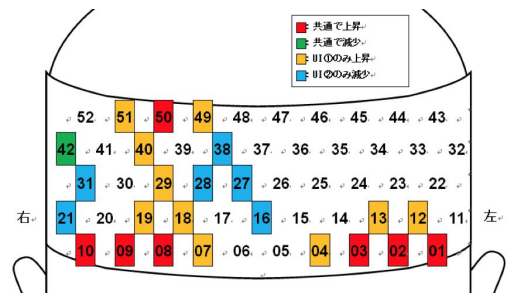 : 共通で上昇
: 共通で減少
: UI①のみ上昇
: UI②のみ減少
52 51 50 49 48 47 46 45 44 43
42 41 40 39 38 37 36 35 34 33 32
31 30 29 28 27 26 25 24 23 22
右 21 20 19 18 17 16 15 14 13 12 11 左
10 09 08 07 06 05 04 03 02 01